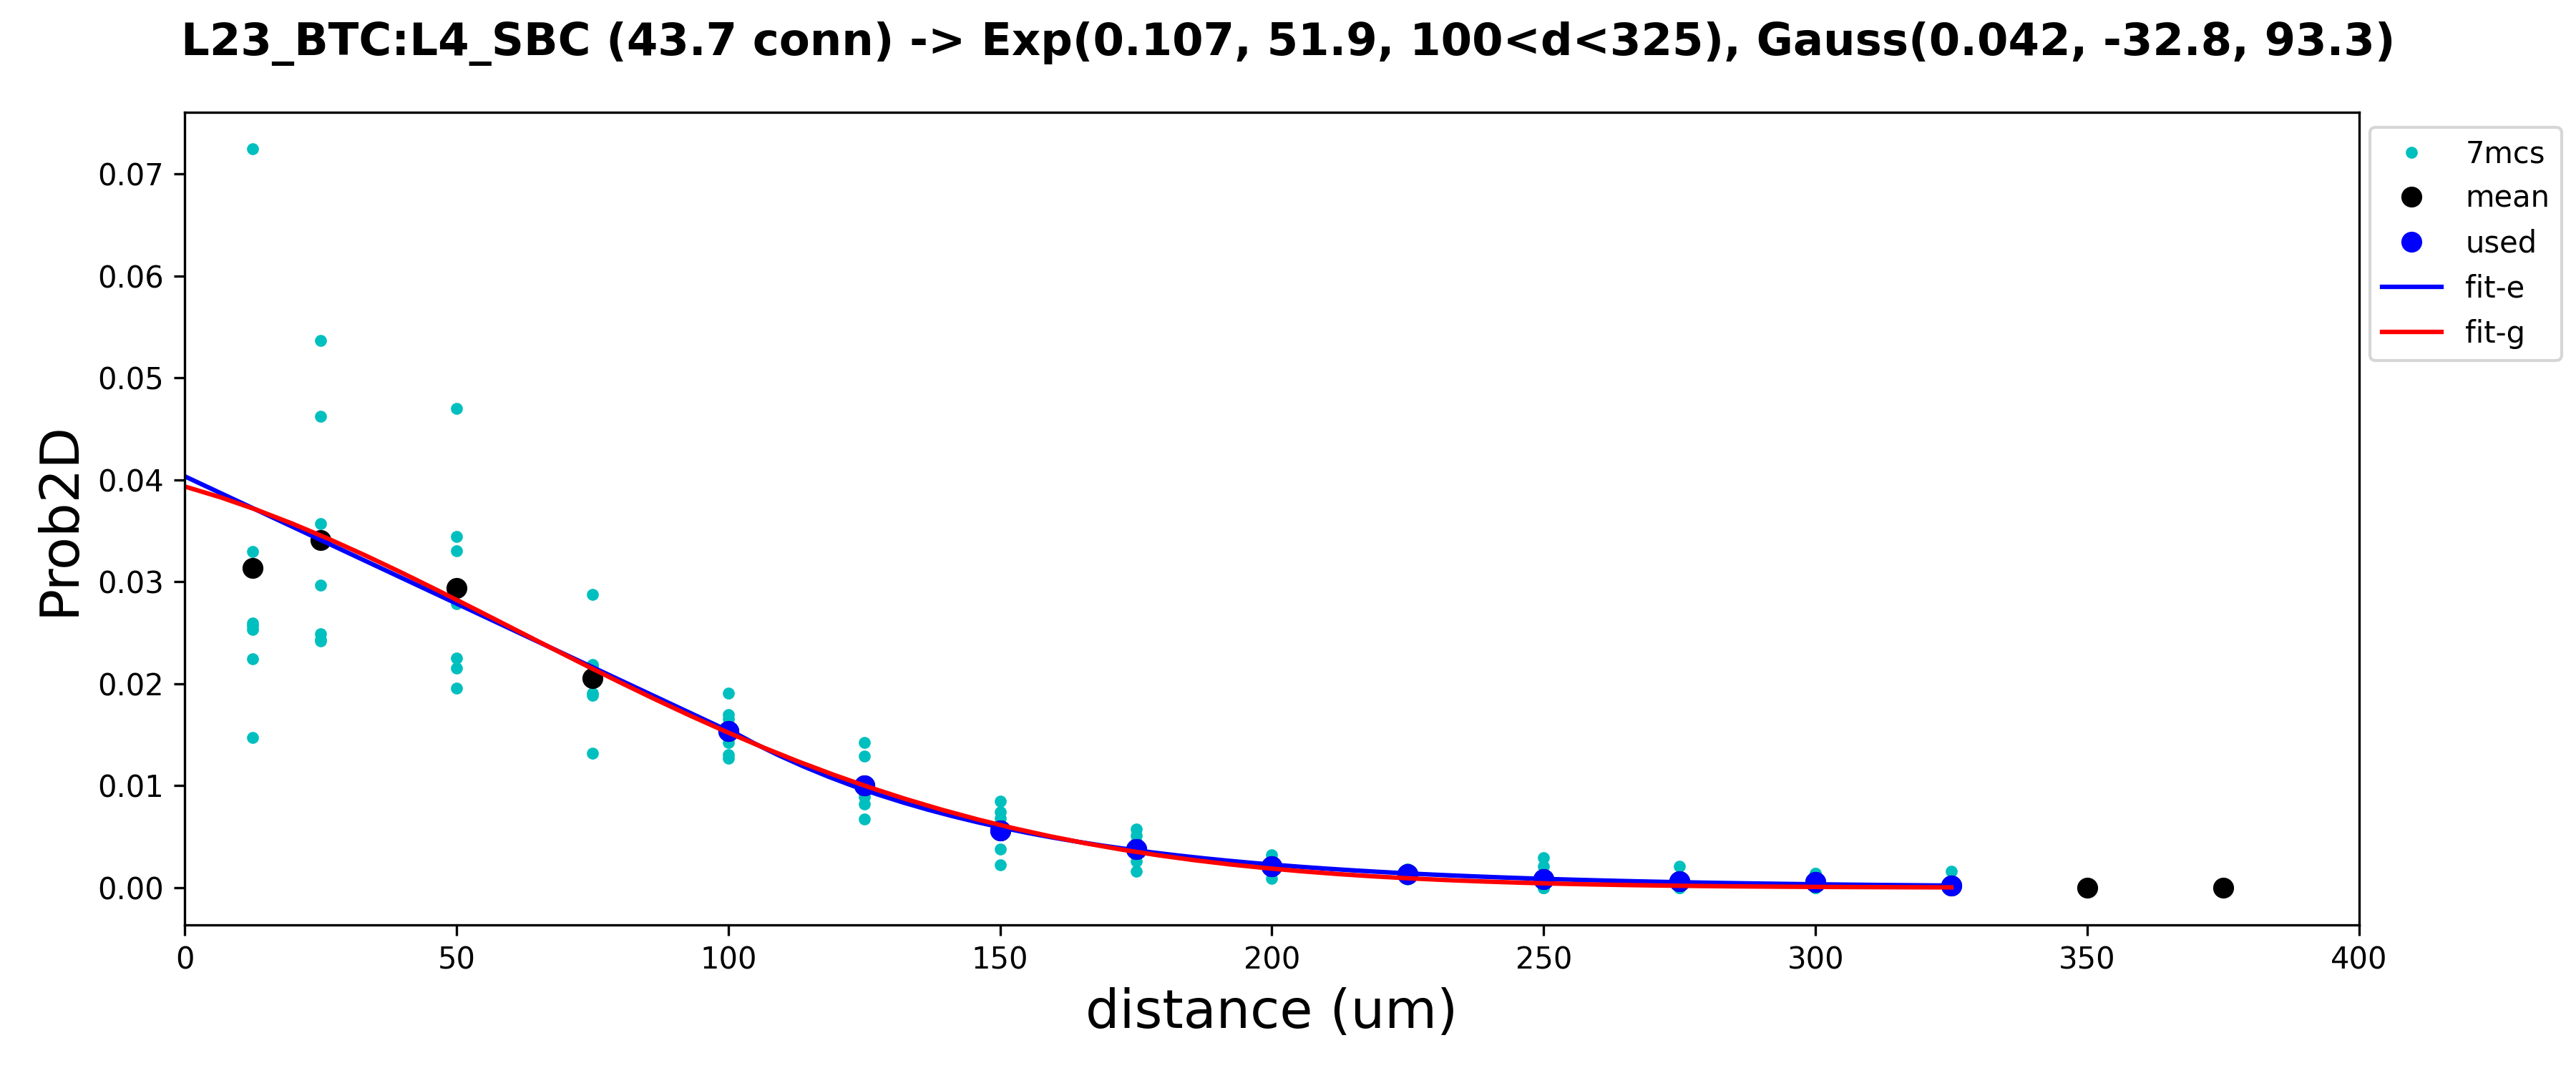 L23_BTC:L4_SBC (43.7 conn) -> Exp(0.107, 51.9, 100<d<325), Gauss(0.042, -32.8, 93.3)
7mcs
mean
used
fit-e
fit-g
0.07
0.06
0.05
0.04
0.03
0.02
0.01
0.00
Prob2D
0 50 100 150 200 250 300 350 400
distance (um)